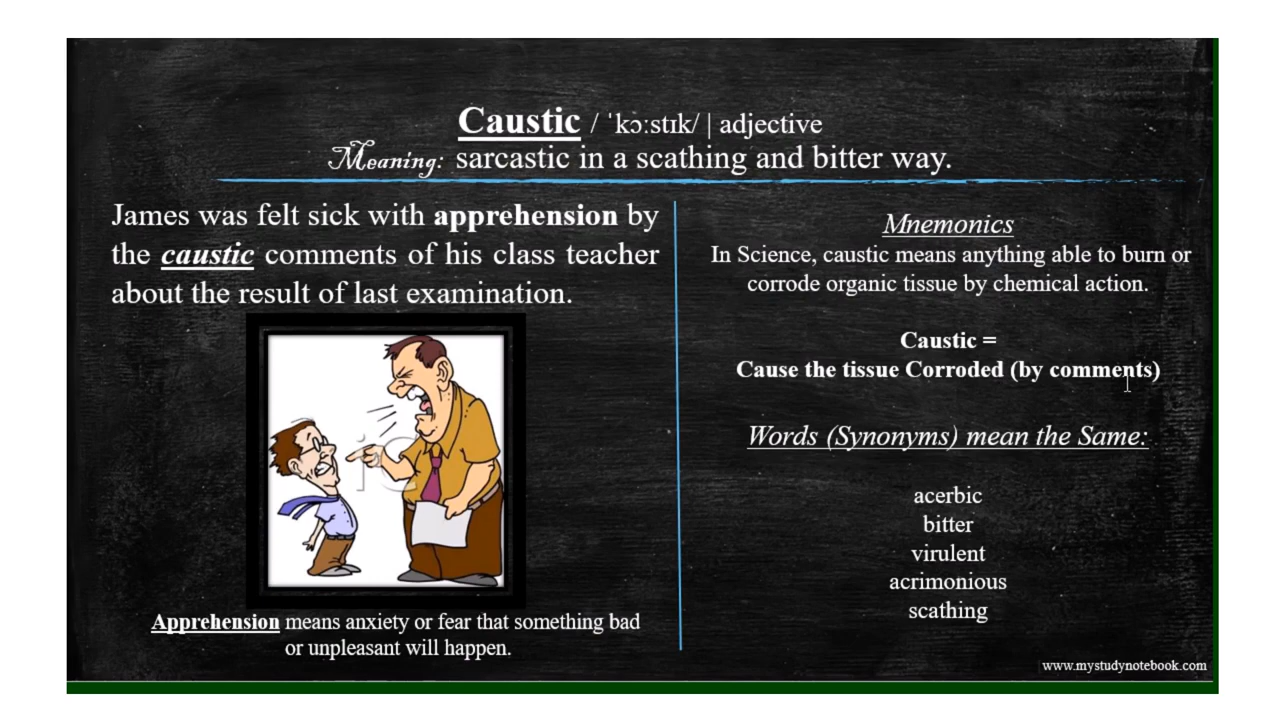 Caustic / ˈkɔːstɪk/ | adjective
Meaning: sarcastic in a scathing and bitter way.
James was felt sick with apprehension by
the caustic comments of his class teacher
about the result of last examination.
Apprehension means anxiety or fear that something bad
or unpleasant will happen.
Mnemonics
In Science, caustic means anything able to burn or
corrode organic tissue by chemical action.
Caustic =
Cause the tissue Corroded (by comments)
Words (Synonyms) mean the Same:
acerbic
bitter
virulent
acrimonious
scathing
www.mystudynotebook.com